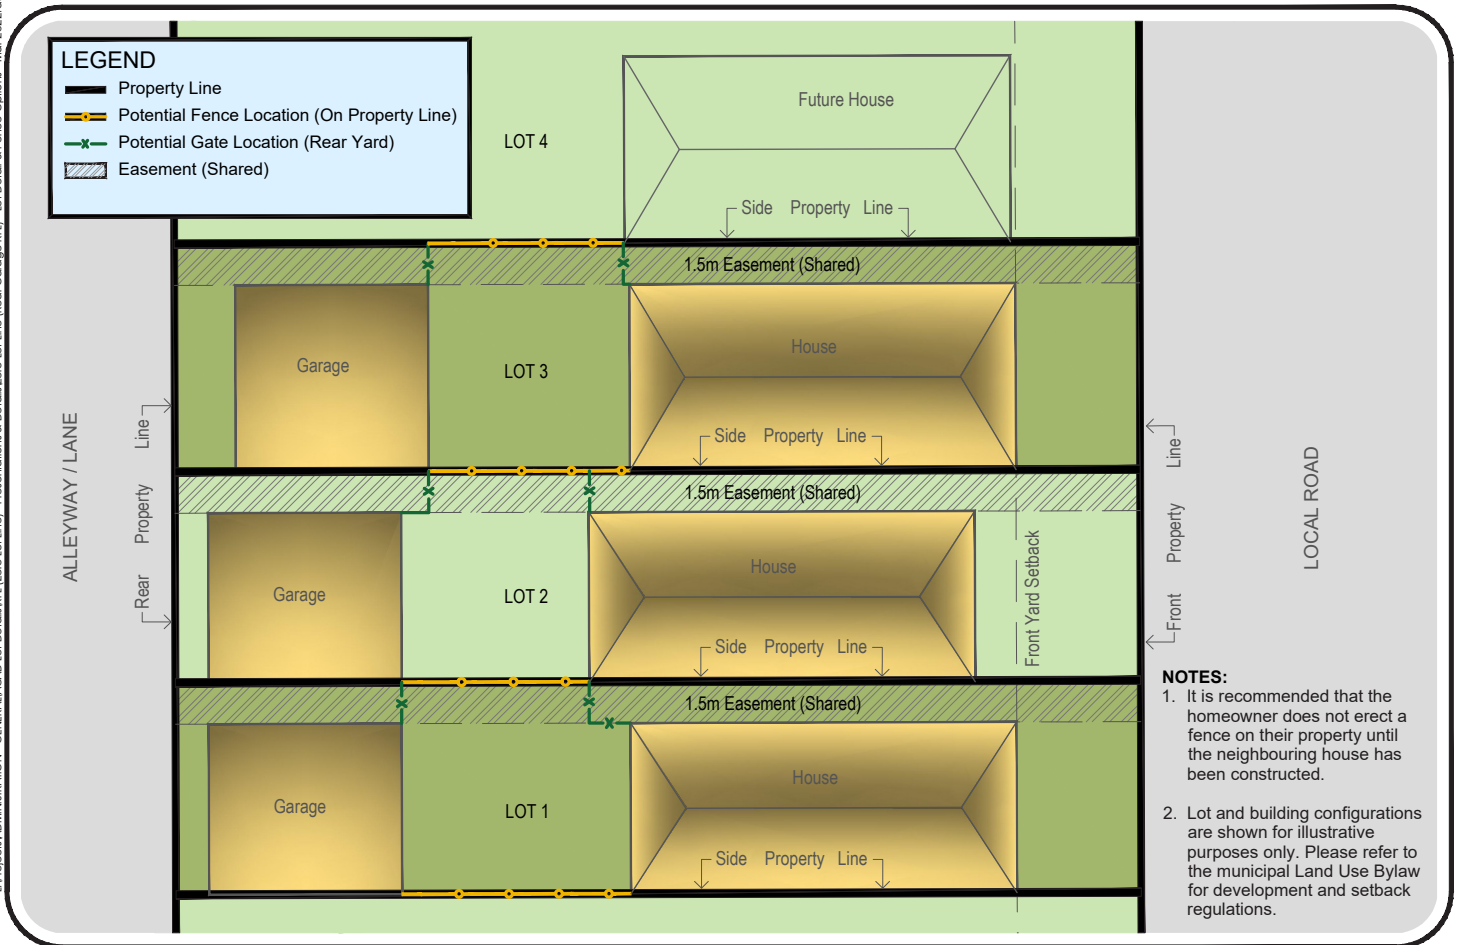 LEGEND
Property Line
Potential Fence Location (On Property Line)
Potential Gate Location (Rear Yard)
Easement (Shared)
Future House
LOT 4
Side Property Line
1.5m Easement (Shared)
Garage
LOT 3
House
Side Property Line
1.5m Easement (Shared)
Garage
LOT 2
House
Side Property Line
1.5m Easement (Shared)
Garage
LOT 1
House
Side Property Line
ALLEYWAY / LANE
Rear Property Line
Front Yard Setback
Front Property Line
LOCAL ROAD
NOTES:
1. It is recommended that the
homeowner does not erect a
fence on their property until
the neighbouring house has
been constructed.
2. Lot and building configurations
are shown for illustrative
purposes only. Please refer to
the municipal Land Use Bylaw
for development and setback
regulations.